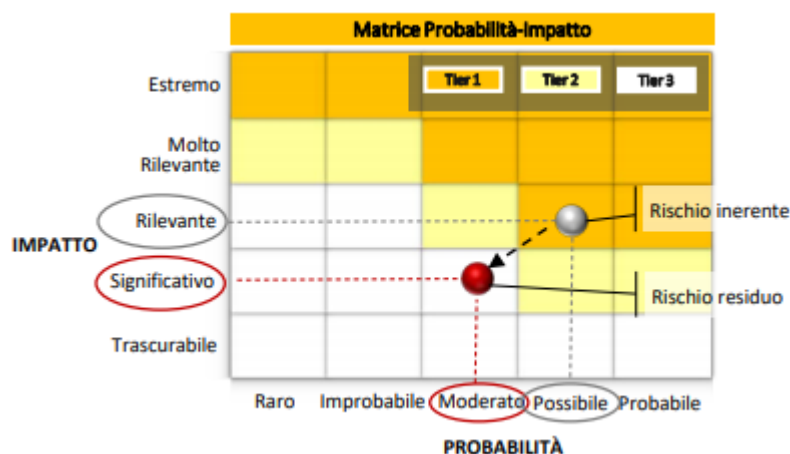 Matrice Probabilità-Impatto
Estremo
Tier 1
Tier 2
Tier 3
Molto
Rilevante
Rilevante
Rischio inerente
IMPATTO
Significativo
Rischio residuo
Trascurabile
Raro
Improbabile
Moderato
Possibile
Probabile
PROBABILITÀ